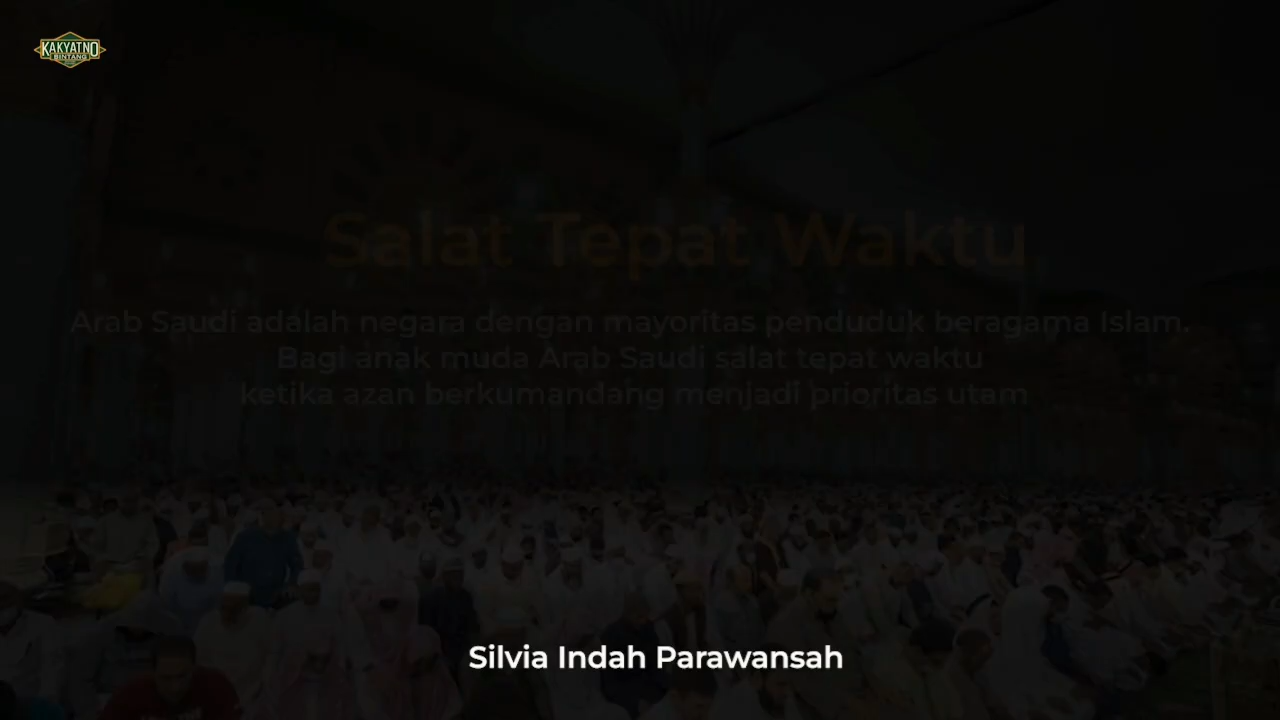 KAKYATNO
BINTANG
Salat Tepat Waktu
Arab Saudi adalah negara dengan mayoritas penduduk beragama Islam.
Bagi anak muda Arab Saudi salat tepat waktu
ketika azan berkumandang menjadi prioritas utam
Silvia Indah Parawansah